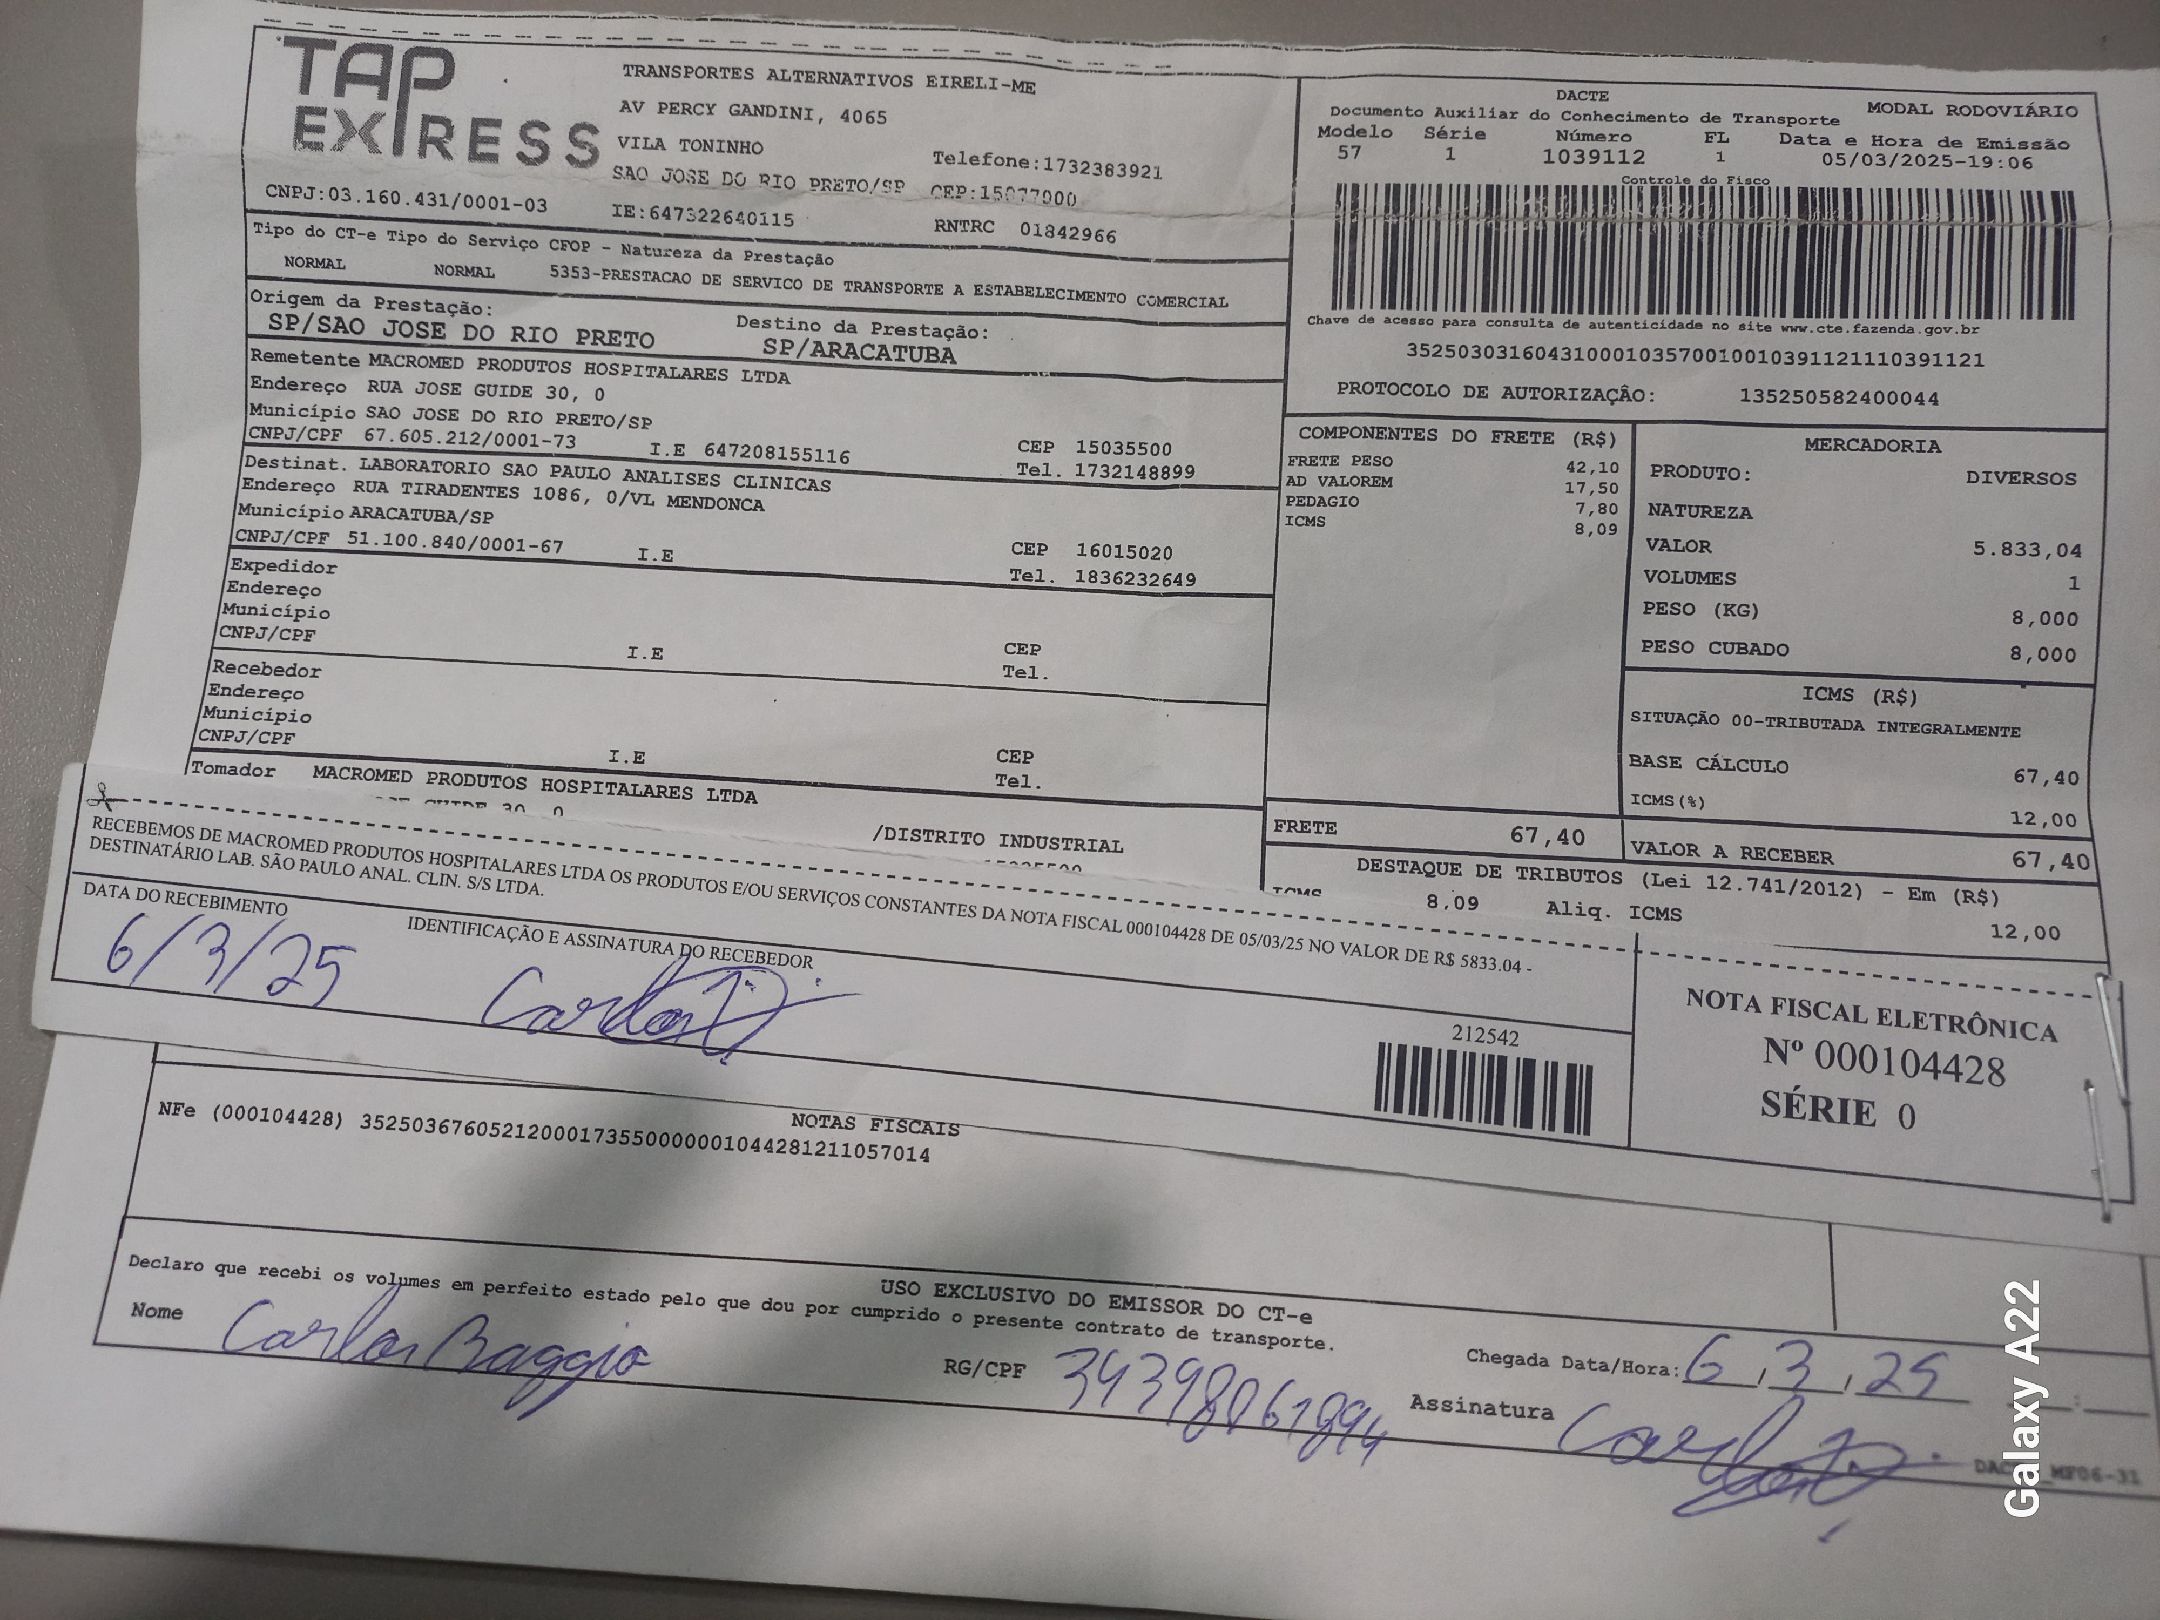 TAP EXPRESS
TRANSPORTES ALTERNATIVOS EIRELI-ME
AV PERCY GANDINI, 4065
VILA TONINHO
Telefone:1732383921
SAO JOSE DO RIO PRETO/SP CEP:15077000
CNPJ:03.160.431/0001-03 IE:647322640115 RNTRC 01842966
DACTE
MODAL RODOVIÁRIO
Documento Auxiliar do Conhecimento de Transporte
Modelo Série Número FL Data e Hora de Emissão
57 1 1039112 1 05/03/2025-19:06
Controle do Fisco
Chave de acesso para consulta de autenticidade no site www.cte.fazenda.gov.br
35250303160431000103570010010391121110391121
PROTOCOLO DE AUTORIZAÇÃO: 135250582400044
Tipo do CT-e Tipo do Serviço CFOP - Natureza da Prestação
NORMAL NORMAL 5353-PRESTACAO DE SERVICO DE TRANSPORTE A ESTABELECIMENTO COMERCIAL
Origem da Prestação: Destino da Prestação:
SP/SAO JOSE DO RIO PRETO SP/ARACATUBA
Remetente MACROMED PRODUTOS HOSPITALARES LTDA
Endereço RUA JOSE GUIDE 30, 0
Município SAO JOSE DO RIO PRETO/SP CEP 15035500
CNPJ/CPF 67.605.212/0001-73 I.E 647208155116 Tel. 1732148899
Destinat. LABORATORIO SAO PAULO ANALISES CLINICAS
Endereço RUA TIRADENTES 1086, 0/VL MENDONCA
Município ARACATUBA/SP CEP 16015020
CNPJ/CPF 51.100.840/0001-67 I.E Tel. 1836232649
Expedidor
Endereço
Município CEP
CNPJ/CPF I.E Tel.
Recebedor
Endereço
Município CEP
CNPJ/CPF I.E Tel.
Tomador MACROMED PRODUTOS HOSPITALARES LTDA
GUIDE 30, 0 /DISTRITO INDUSTRIAL
COMPONENTES DO FRETE (R$)
FRETE PESO 42,10
AD VALOREM 17,50
PEDAGIO 7,80
ICMS 8,09
MERCADORIA
PRODUTO: DIVERSOS
NATUREZA
VALOR 5.833,04
VOLUMES 1
PESO (KG) 8,000
PESO CUBADO 8,000
ICMS (R$)
SITUAÇÃO 00-TRIBUTADA INTEGRALMENTE
BASE CÁLCULO 67,40
ICMS(%) 12,00
FRETE 67,40 VALOR A RECEBER 67,40
DESTAQUE DE TRIBUTOS (Lei 12.741/2012) - Em (R$)
ICMS 8,09 Aliq. ICMS 12,00
RECEBEMOS DE MACROMED PRODUTOS HOSPITALARES LTDA OS PRODUTOS E/OU SERVIÇOS CONSTANTES DA NOTA FISCAL 000104428 DE 05/03/25 NO VALOR DE R$ 5833.04 -
DESTINATÁRIO LAB. SÃO PAULO ANAL. CLIN. S/S LTDA.
DATA DO RECEBIMENTO IDENTIFICAÇÃO E ASSINATURA DO RECEBEDOR
6/3/25
212542
NOTA FISCAL ELETRÔNICA
Nº 000104428
SÉRIE 0
NOTAS FISCAIS
NFe (000104428) 35250367605212000173550000001044281211057014
USO EXCLUSIVO DO EMISSOR DO CT-e
Declaro que recebi os volumes em perfeito estado pelo que dou por cumprido o presente contrato de transporte.
Nome Carlos Baggio RG/CPF 34398061894 Chegada Data/Hora: 6/3/25
Assinatura
Galaxy A22